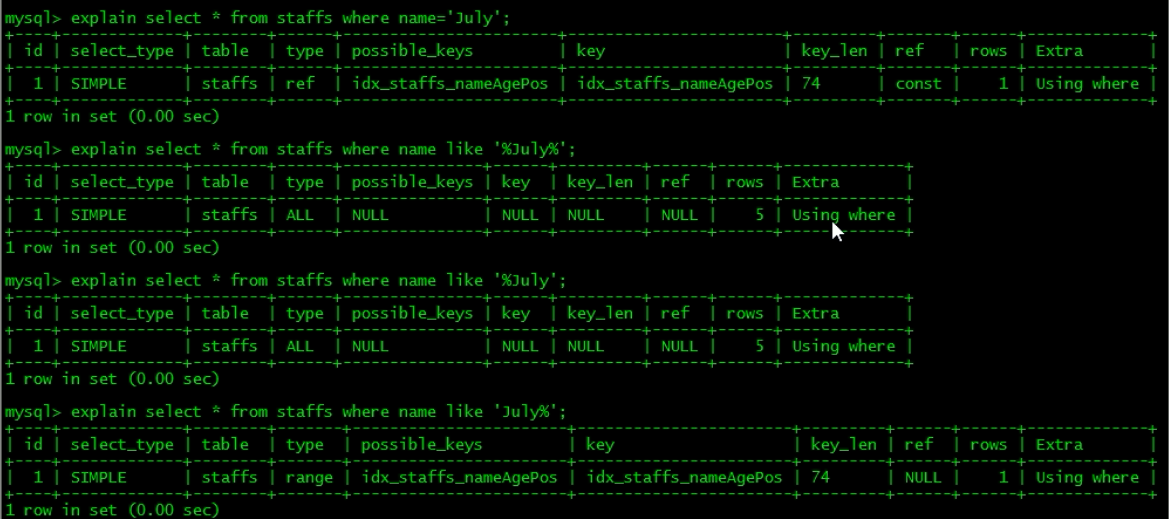 mysql> explain select * from staffs where name='July';
+----+-------------+--------+------+-----------------------+-----------------------+---------+-------+------+-------------+
| id | select_type | table | type | possible_keys | key | key_len | ref | rows | Extra |
+----+-------------+--------+------+-----------------------+-----------------------+---------+-------+------+-------------+
| 1 | SIMPLE | staffs | ref | idx_staffs_nameAgePos | idx_staffs_nameAgePos | 74 | const | 1 | Using where |
+----+-------------+--------+------+-----------------------+-----------------------+---------+-------+------+-------------+
1 row in set (0.00 sec)
mysql> explain select * from staffs where name like '%July%';
+----+-------------+--------+------+---------------+------+---------+------+------+-------------+
| id | select_type | table | type | possible_keys | key | key_len | ref | rows | Extra |
+----+-------------+--------+------+---------------+------+---------+------+------+-------------+
| 1 | SIMPLE | staffs | ALL | NULL | NULL | NULL | NULL | 5 | Using where |
+----+-------------+--------+------+---------------+------+---------+------+------+-------------+
1 row in set (0.00 sec)
mysql> explain select * from staffs where name like '%July';
+----+-------------+--------+------+---------------+------+---------+------+------+-------------+
| id | select_type | table | type | possible_keys | key | key_len | ref | rows | Extra |
+----+-------------+--------+------+---------------+------+---------+------+------+-------------+
| 1 | SIMPLE | staffs | ALL | NULL | NULL | NULL | NULL | 5 | Using where |
+----+-------------+--------+------+---------------+------+---------+------+------+-------------+
1 row in set (0.00 sec)
mysql> explain select * from staffs where name like 'July%';
+----+-------------+--------+-------+-----------------------+-----------------------+---------+------+------+-------------+
| id | select_type | table | type | possible_keys | key | key_len | ref | rows | Extra |
+----+-------------+--------+-------+-----------------------+-----------------------+---------+------+------+-------------+
| 1 | SIMPLE | staffs | range | idx_staffs_nameAgePos | idx_staffs_nameAgePos | 74 | NULL | 1 | Using where |
+----+-------------+--------+-------+-----------------------+-----------------------+---------+------+------+-------------+
1 row in set (0.00 sec)